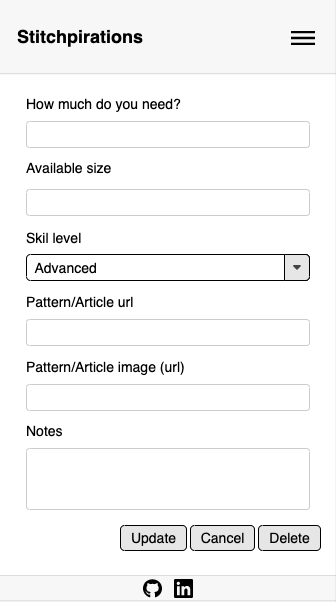 Stitchpirations
How much do you need?
Available size
Skil level
Advanced
Pattern/Article url
Pattern/Article image (url)
Notes
Update Cancel Delete
in